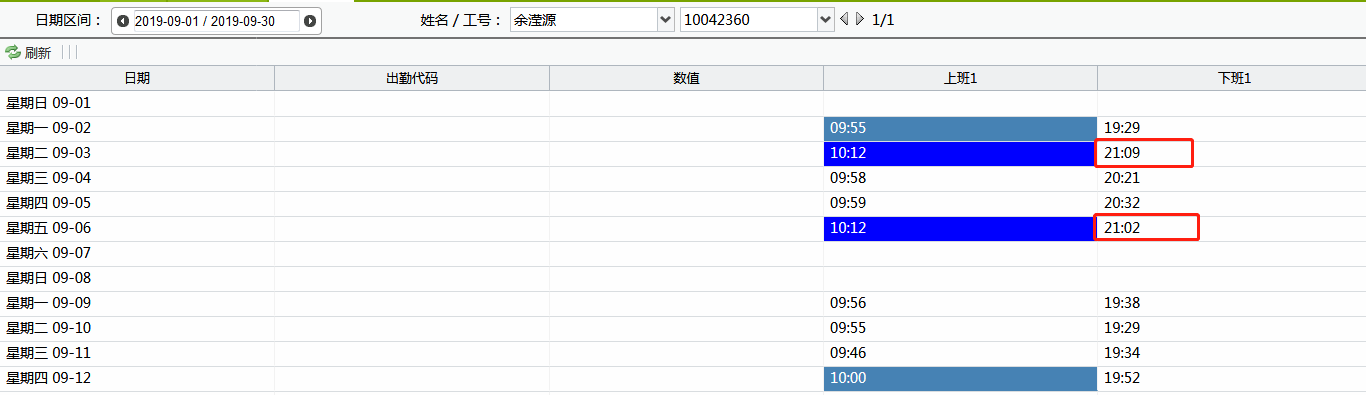 日期区间： 2019-09-01 / 2019-09-30 姓名 / 工号： 余滢源 10042360 1/1
刷新
日期 出勤代码 数值 上班1 下班1
星期日 09-01
星期一 09-02 09:55 19:29
星期二 09-03 10:12 21:09
星期三 09-04 09:58 20:21
星期四 09-05 09:59 20:32
星期五 09-06 10:12 21:02
星期六 09-07
星期日 09-08
星期一 09-09 09:56 19:38
星期二 09-10 09:55 19:29
星期三 09-11 09:46 19:34
星期四 09-12 10:00 19:52